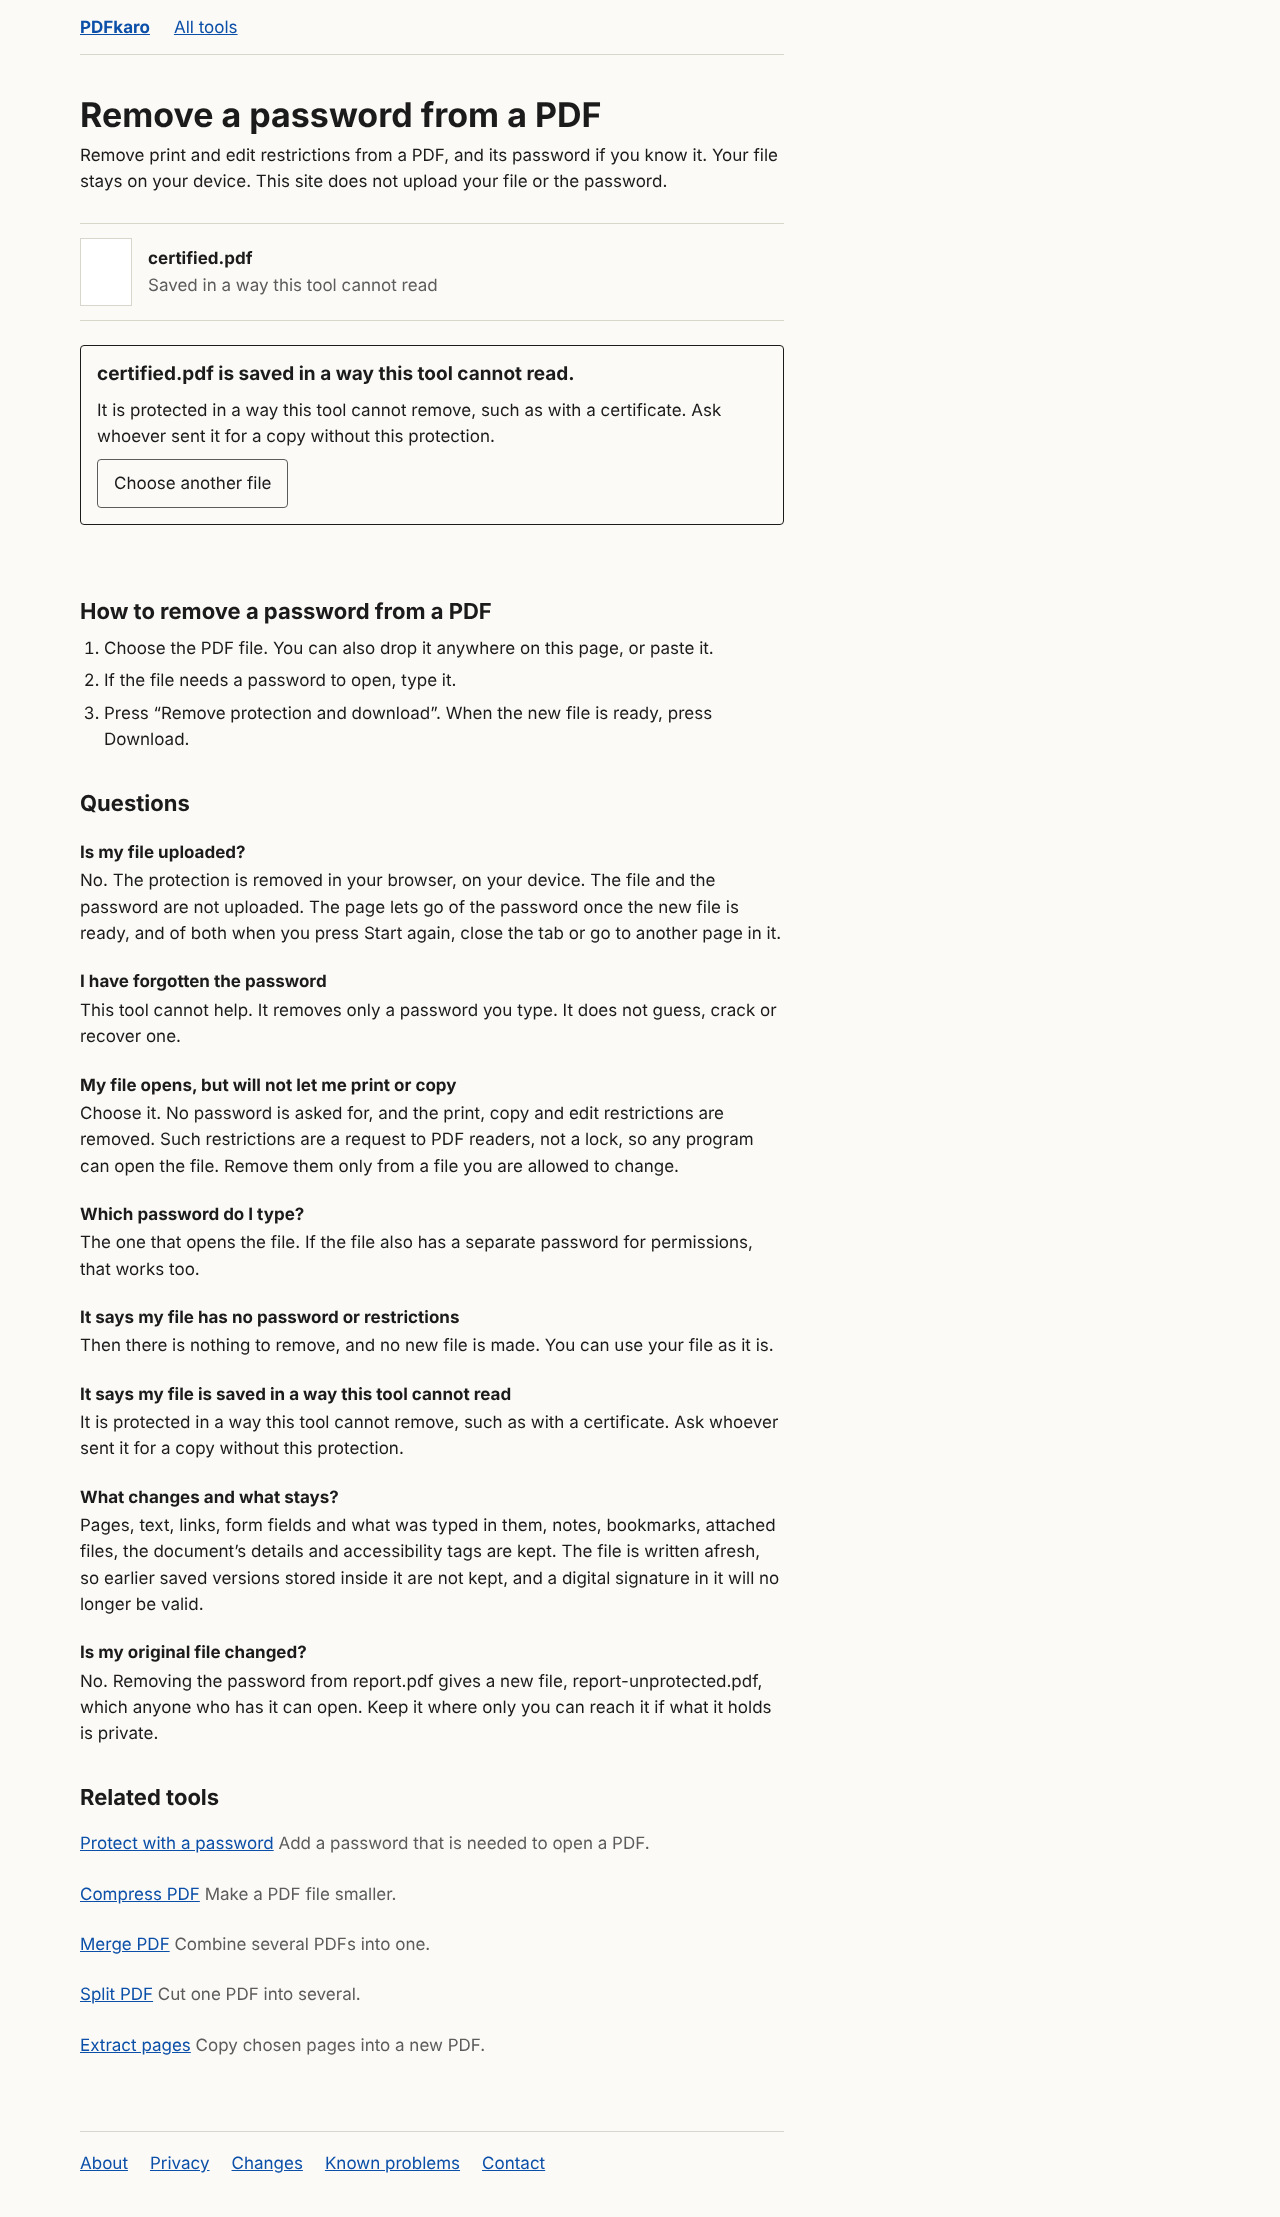 PDFkaro All tools
Remove a password from a PDF
Remove print and edit restrictions from a PDF, and its password if you know it. Your file
stays on your device. This site does not upload your file or the password.
certified.pdf
Saved in a way this tool cannot read
certified.pdf is saved in a way this tool cannot read.
It is protected in a way this tool cannot remove, such as with a certificate. Ask
whoever sent it for a copy without this protection.
Choose another file
How to remove a password from a PDF
1. Choose the PDF file. You can also drop it anywhere on this page, or paste it.
2. If the file needs a password to open, type it.
3. Press “Remove protection and download”. When the new file is ready, press
Download.
Questions
Is my file uploaded?
No. The protection is removed in your browser, on your device. The file and the
password are not uploaded. The page lets go of the password once the new file is
ready, and of both when you press Start again, close the tab or go to another page in it.
I have forgotten the password
This tool cannot help. It removes only a password you type. It does not guess, crack or
recover one.
My file opens, but will not let me print or copy
Choose it. No password is asked for, and the print, copy and edit restrictions are
removed. Such restrictions are a request to PDF readers, not a lock, so any program
can open the file. Remove them only from a file you are allowed to change.
Which password do I type?
The one that opens the file. If the file also has a separate password for permissions,
that works too.
It says my file has no password or restrictions
Then there is nothing to remove, and no new file is made. You can use your file as it is.
It says my file is saved in a way this tool cannot read
It is protected in a way this tool cannot remove, such as with a certificate. Ask whoever
sent it for a copy without this protection.
What changes and what stays?
Pages, text, links, form fields and what was typed in them, notes, bookmarks, attached
files, the document’s details and accessibility tags are kept. The file is written afresh,
so earlier saved versions stored inside it are not kept, and a digital signature in it will no
longer be valid.
Is my original file changed?
No. Removing the password from report.pdf gives a new file, report-unprotected.pdf,
which anyone who has it can open. Keep it where only you can reach it if what it holds
is private.
Related tools
Protect with a password Add a password that is needed to open a PDF.
Compress PDF Make a PDF file smaller.
Merge PDF Combine several PDFs into one.
Split PDF Cut one PDF into several.
Extract pages Copy chosen pages into a new PDF.
About Privacy Changes Known problems Contact